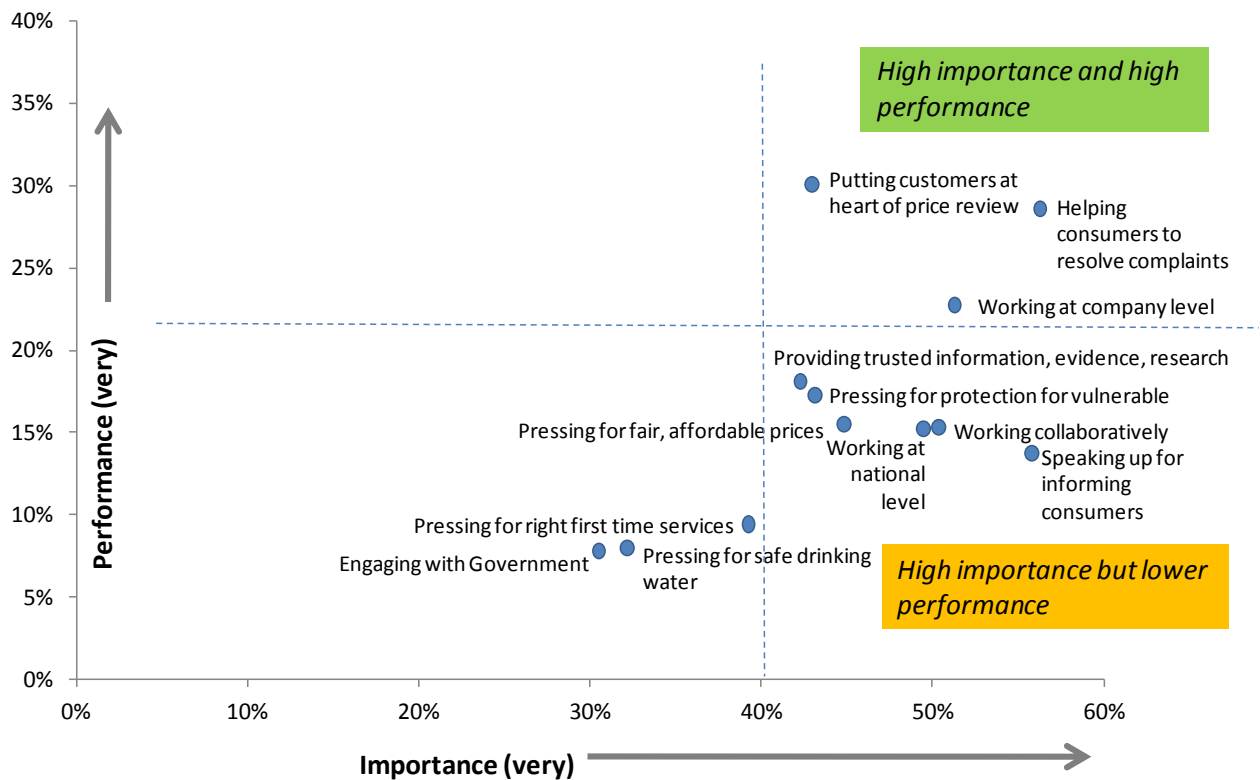 40%
35%
30%
25%
20%
15%
10%
5%
0%
Performance (very)
High importance and high
performance
Putting customers at
heart of price review
Helping
consumers to
resolve complaints
Working at company level
Providing trusted information, evidence, research
Pressing for protection for vulnerable
Pressing for fair, affordable prices
Working at
national
level
Working collaboratively
Speaking up for
informing
consumers
Pressing for right first time services
Engaging with Government
Pressing for safe drinking
water
High importance but lower
performance
0%
10%
20%
30%
40%
50%
60%
Importance (very)